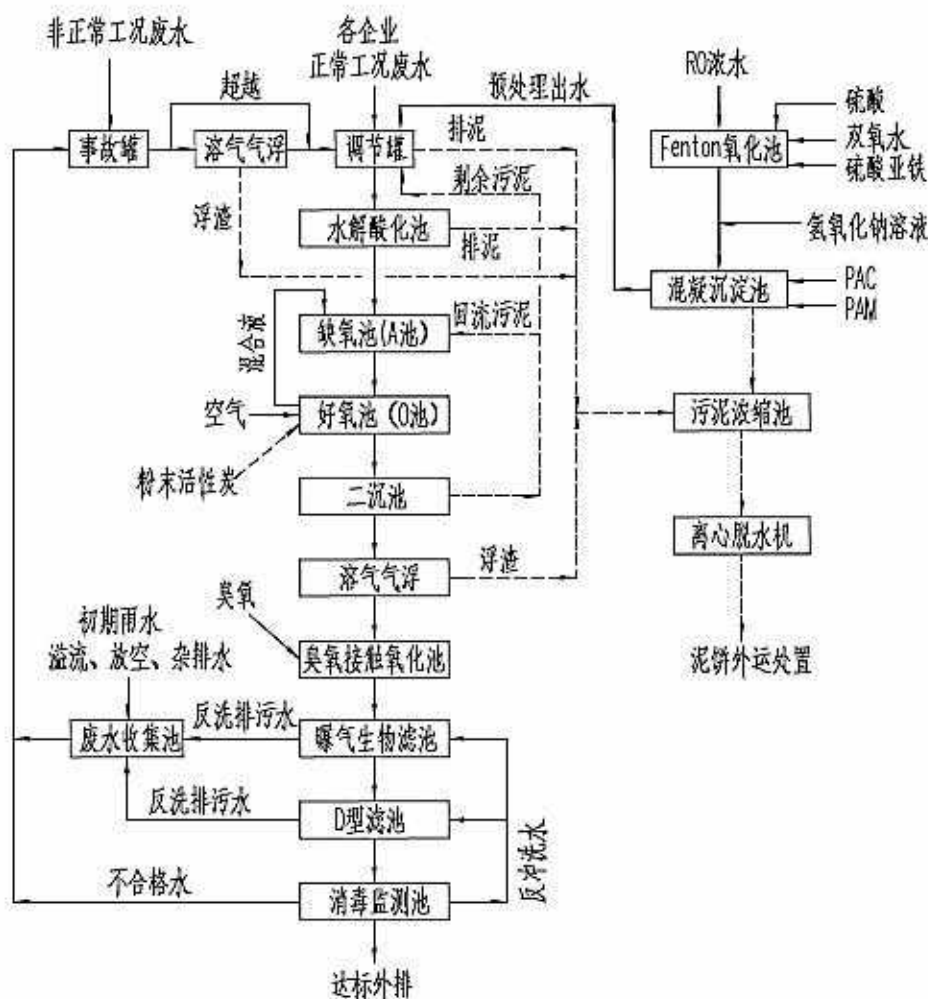 非正常工况废水
各企业
正常工况废水
RO浓水
超越
预处理出水
硫酸
双氧水
硫酸亚铁
事故罐
溶气气浮
调节罐
排泥
Fenton氧化池
浮渣
剩余污泥
水解酸化池
排泥
氢氧化钠溶液
混凝沉淀池
PAC
PAM
混合液
缺氧池(A池)
回流污泥
空气
好氧池(O池)
污泥浓缩池
粉末活性炭
二沉池
离心脱水机
溶气气浮
浮渣
臭氧
初期雨水
溢流、放空、杂排水
臭氧接触氧化池
泥饼外运处置
废水收集池
反洗排污水
曝气生物滤池
反洗排污水
D型滤池
反冲洗水
不合格水
消毒监测池
达标外排